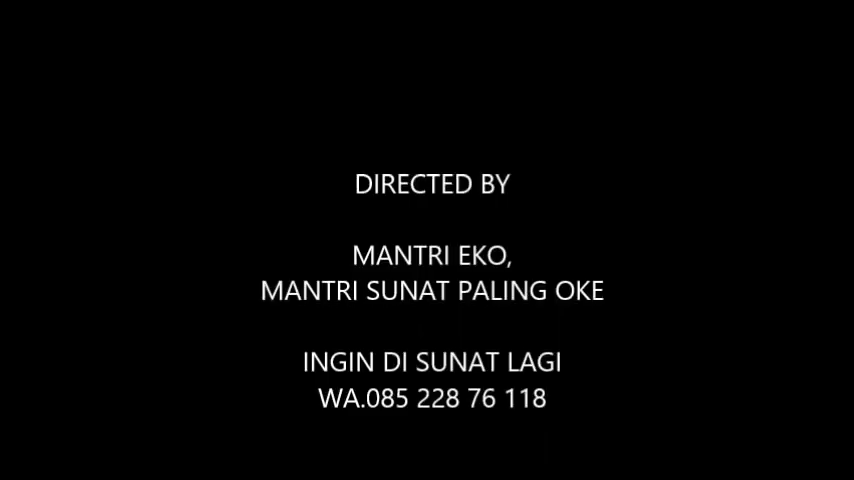 DIRECTED BY
MANTRI EKO,
MANTRI SUNAT PALING OKE
INGIN DI SUNAT LAGI
WA.085 228 76 118